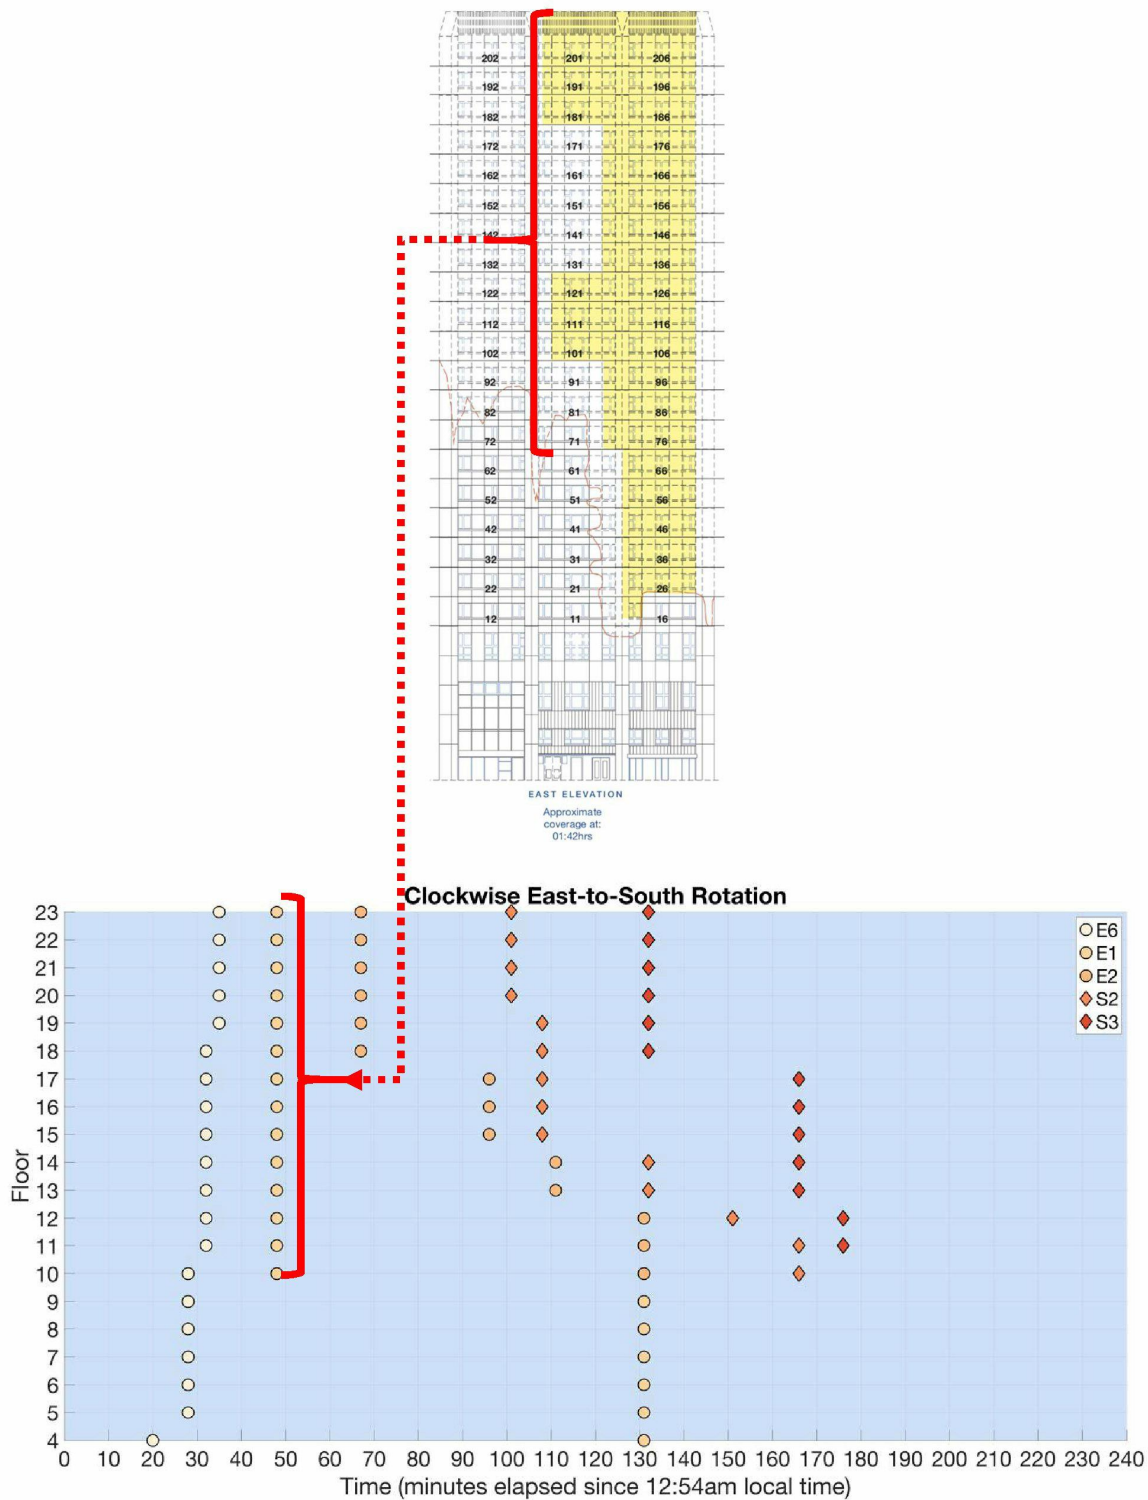 202 201 206
192 191 196
182 181 186
172 171 176
162 161 166
152 151 156
142 141 146
132 131 136
122 121 126
112 111 116
102 101 106
92 91 96
82 81 86
72 71 76
62 61 66
52 51 56
42 41 46
32 31 36
22 21 26
12 11 16
EAST ELEVATION
Approximate
coverage at:
01:42hrs
Clockwise East-to-South Rotation
23
22
21
20
19
18
17
16
15
14
13
12
11
10
9
8
7
6
5
4
Floor
E6
E1
E2
S2
S3
0 10 20 30 40 50 60 70 80 90 100 110 120 130 140 150 160 170 180 190 200 210 220 230 240
Time (minutes elapsed since 12:54am local time)